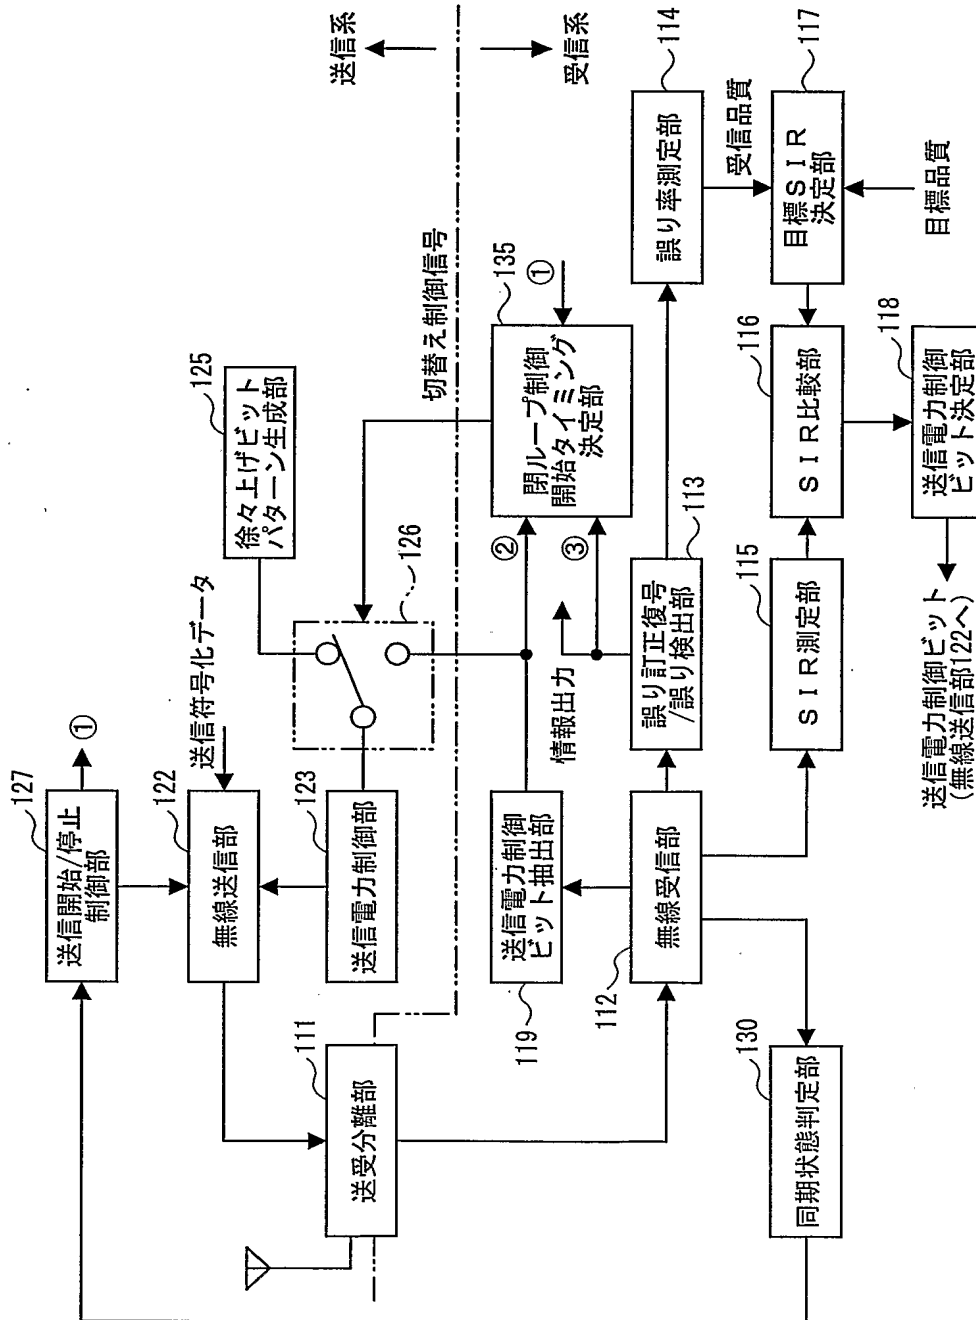 送信系
受信系
127
送信開始/停止
制御部
①
122
無線送信部
送信符号化データ
123
送信電力制御部
125
徐々上げビット
パターン生成部
126
切替え制御信号
111
送受分離部
119
送信電力制御
ビット抽出部
②
③
①
135
閉ループ制御
開始タイミング
決定部
情報出力
112
無線受信部
113
誤り訂正復号
/誤り検出部
114
誤り率測定部
受信品質
130
同期状態判定部
115
SIR測定部
116
SIR比較部
117
目標SIR
決定部
目標品質
118
送信電力制御
ビット決定部
送信電力制御ビット
(無線送信部122へ)